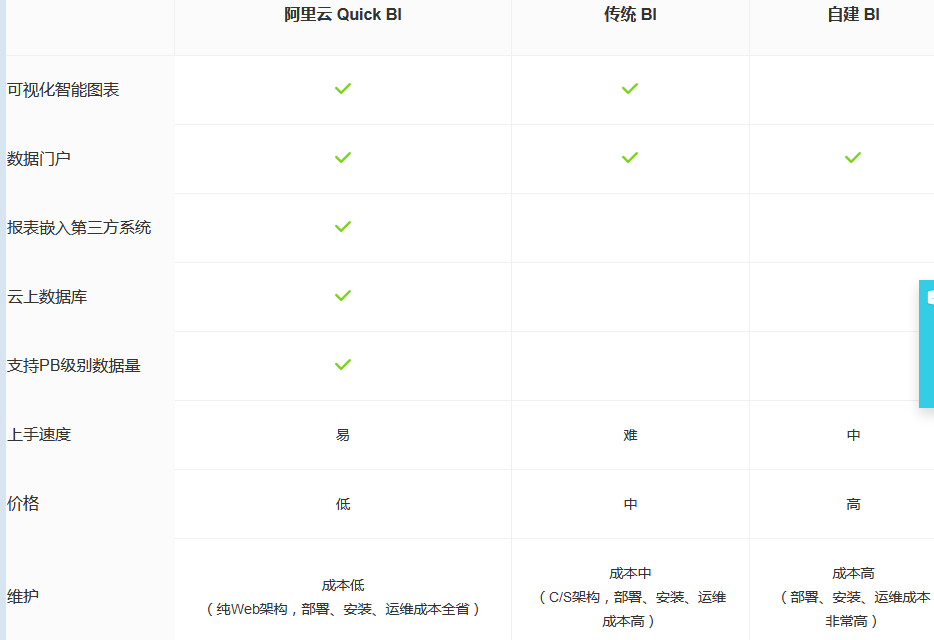 阿里云 Quick BI 传统 BI 自建 BI
可视化智能图表
数据门户
报表嵌入第三方系统
云上数据库
支持PB级别数据量
上手速度 易 难 中
价格 低 中 高
维护
成本低
（纯Web架构，部署、安装、运维成本全省）
成本中
（C/S架构，部署、安装、运维
成本高）
成本高
（部署、安装、运维成本
非常高）